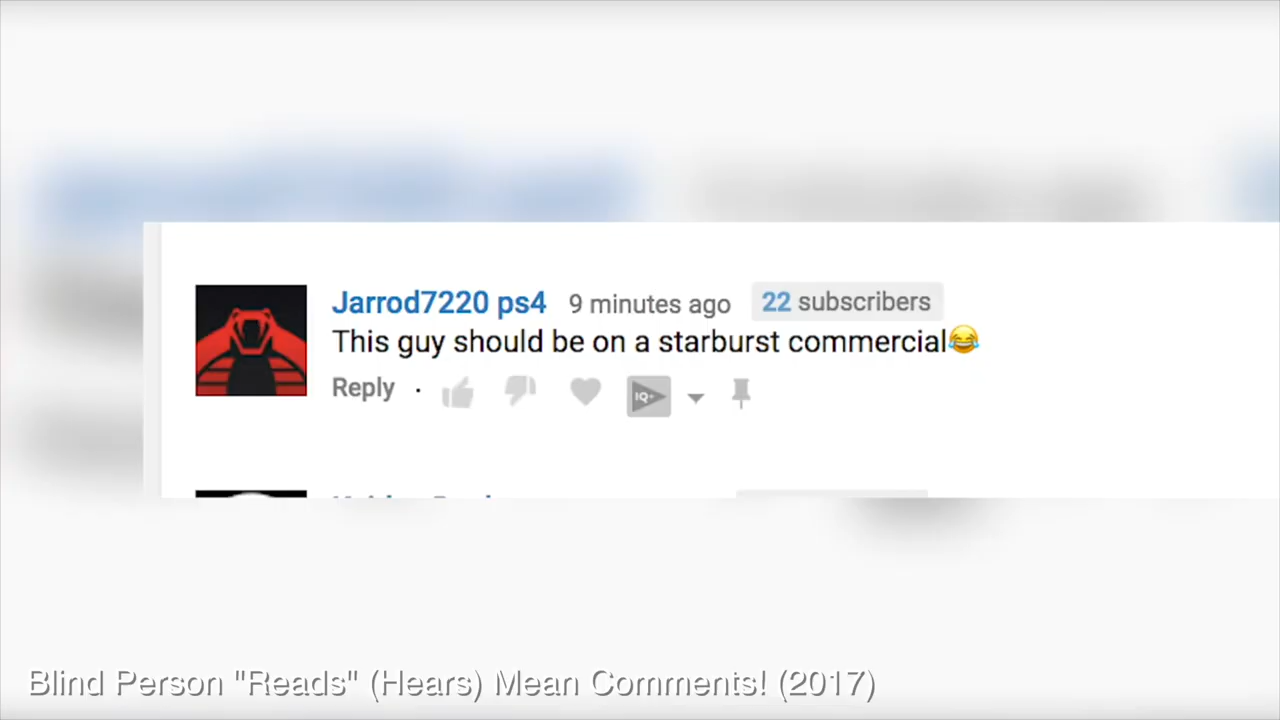 Jarrod7220 ps4 9 minutes ago 22 subscribers
This guy should be on a starburst commercial😂
Reply ·
IQ+
Blind Person "Reads" (Hears) Mean Comments! (2017)